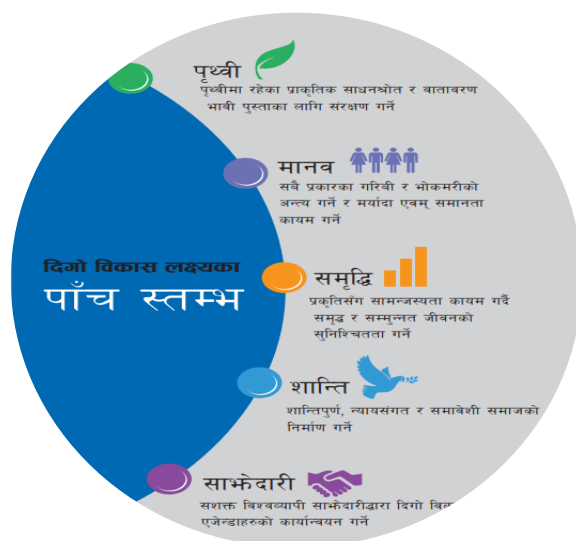 पृथ्वी
पृथ्वीमा रहेका प्राकृतिक साधनश्रोत र वातावरण
भावी पुस्ताका लागि संरक्षण गर्ने
मानव
सबै प्रकारका गरिवी र भोकमरीको
अन्त्य गर्ने र मर्यादा एवम् समानता
कायम गर्ने
दिगो विकास लक्ष्यका
पाँच स्तम्भ
समृद्धि
प्रकृतिसँग सामन्जस्यता कायम गर्दै
समृद्ध र सम्मुन्नत जीवनको
सुनिश्चितता गर्ने
शान्ति
शान्तिपुर्ण, न्यायसंगत र समावेशी समाजको
निर्माण गर्ने
साझेदारी
सशक्त विश्वव्यापी साझेदारीद्वारा दिगो
एजेन्डाहरुको कार्यान्वयन गर्ने